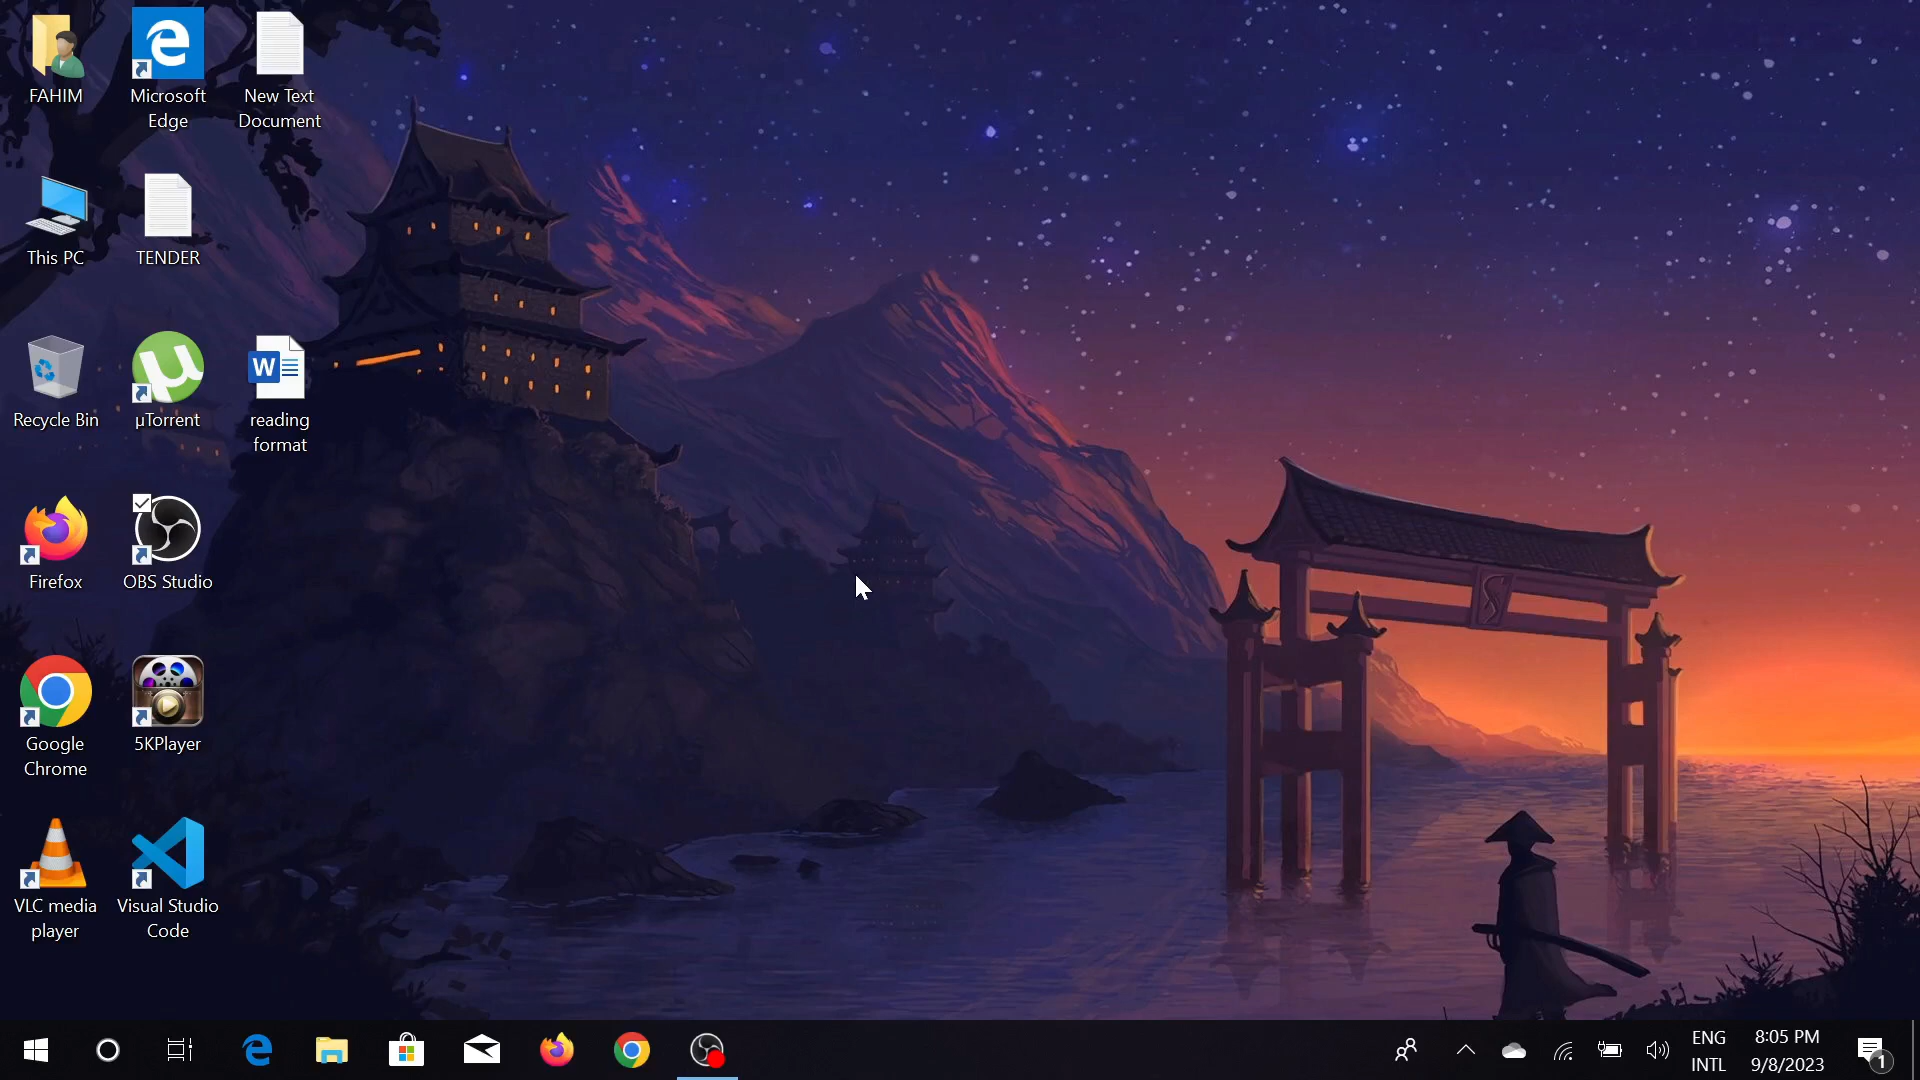 FAHIM
Microsoft
Edge
New Text
Document
This PC
TENDER
Recycle Bin
µTorrent
W
reading
format
Firefox
OBS Studio
Google
Chrome
5KPlayer
VLC media
player
Visual Studio
Code
ENG
INTL
8:05 PM
9/8/2023
1